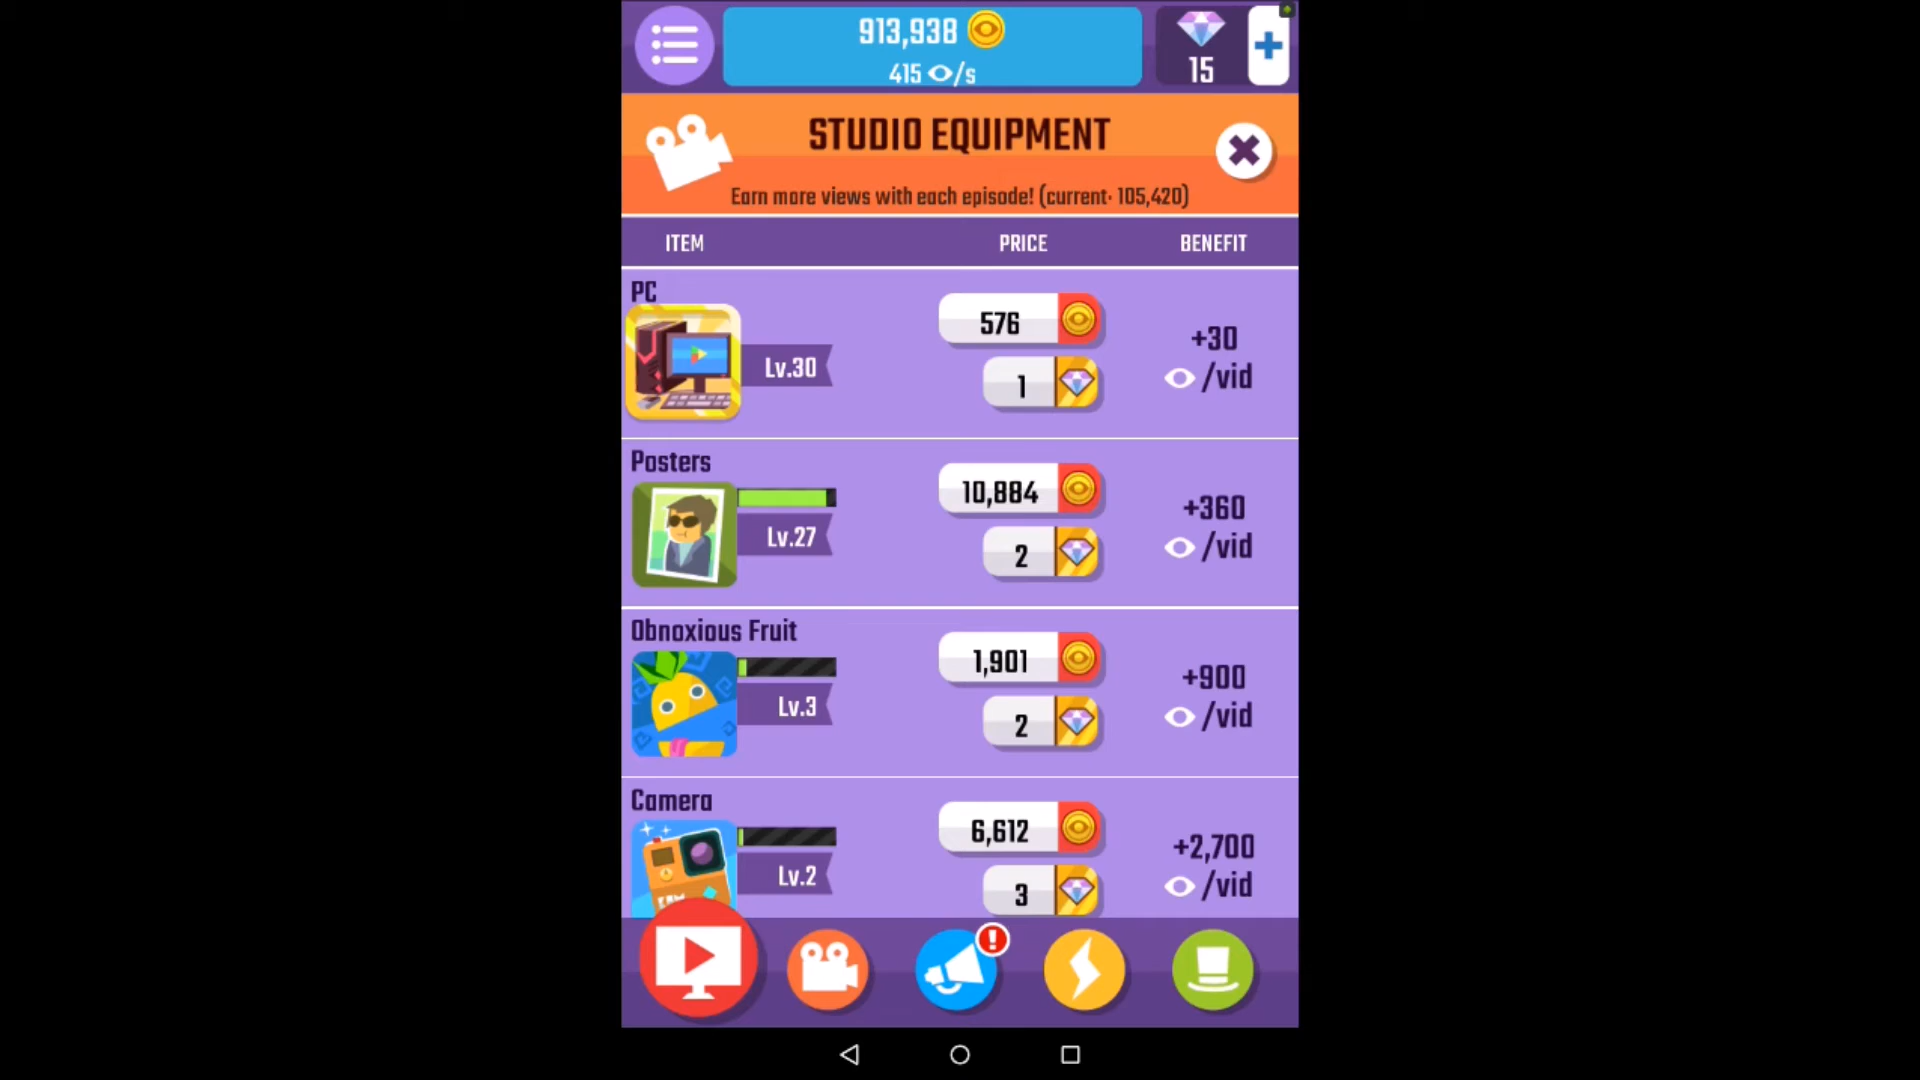 913,938
415 /s
15
STUDIO EQUIPMENT
Earn more views with each episode! (current: 105,420)
ITEM PRICE BENEFIT
PC
576
+30
Lv.30
1
/vid
Posters
10,884
+360
Lv.27
2
/vid
Obnoxious Fruit
1,901
+900
Lv.3
2
/vid
Camera
6,612
+2,700
Lv.2
3
/vid
!